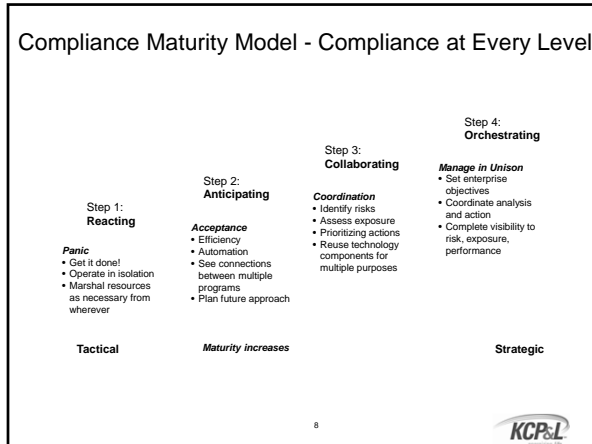 Compliance Maturity Model - Compliance at Every Level
Step 1:
Reacting
Panic
• Get it done!
• Operate in isolation
• Marshal resources
as necessary from
wherever
Step 2:
Anticipating
Acceptance
• Efficiency
• Automation
• See connections
between multiple
programs
• Plan future approach
Step 3:
Collaborating
Coordination
• Identify risks
• Assess exposure
• Prioritizing actions
• Reuse technology
components for
multiple purposes
Step 4:
Orchestrating
Manage in Unison
• Set enterprise
objectives
• Coordinate analysis
and action
• Complete visibility to
risk, exposure,
performance
Tactical
Maturity increases
Strategic
8
KCP&L